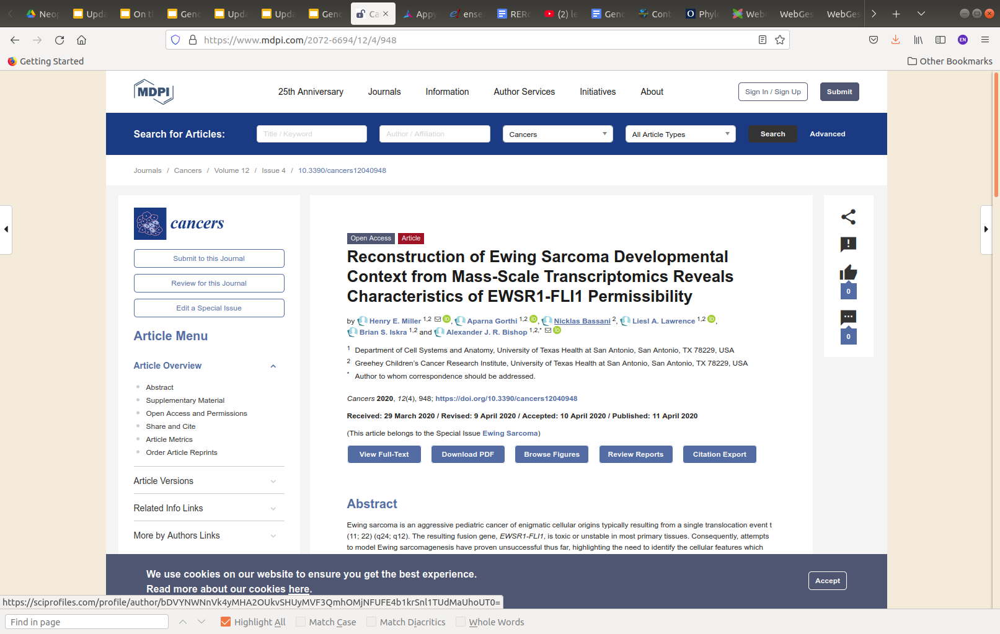 Neo
Upda
On t
Geno
Upda
Upda
Geno
Ca
Appy
ense
RERc
(2) le
Geno
Cont
Phyl
Web
WebGes
WebGes
https://www.mdpi.com/2072-6694/12/4/948
EN
Getting Started
Other Bookmarks
MDPI
25th Anniversary Journals Information Author Services Initiatives About
Sign In / Sign Up
Submit
Search for Articles:
Title / Keyword
Author / Affiliation
Cancers
All Article Types
Search
Advanced
Journals / Cancers / Volume 12 / Issue 4 / 10.3390/cancers12040948
cancers
Submit to this Journal
Review for this Journal
Edit a Special Issue
Article Menu
Article Overview
Abstract
Supplementary Material
Open Access and Permissions
Share and Cite
Article Metrics
Order Article Reprints
Article Versions
Related Info Links
More by Authors Links
Open Access Article
Reconstruction of Ewing Sarcoma Developmental
Context from Mass-Scale Transcriptomics Reveals
Characteristics of EWSR1-FLI1 Permissibility
by Henry E. Miller 1,2 iD, Aparna Gorthi 1,2 iD, Nicklas Bassani 2, Liesl A. Lawrence 1,2 iD,
Brian S. Iskra 1,2 and Alexander J. R. Bishop 1,2,* iD
1 Department of Cell Systems and Anatomy, University of Texas Health at San Antonio, San Antonio, TX 78229, USA
2 Greehey Children's Cancer Research Institute, University of Texas Health at San Antonio, San Antonio, TX 78229, USA
* Author to whom correspondence should be addressed.
Cancers 2020, 12(4), 948; https://doi.org/10.3390/cancers12040948
Received: 29 March 2020 / Revised: 9 April 2020 / Accepted: 10 April 2020 / Published: 11 April 2020
(This article belongs to the Special Issue Ewing Sarcoma)
View Full-Text
Download PDF
Browse Figures
Review Reports
Citation Export
Abstract
Ewing sarcoma is an aggressive pediatric cancer of enigmatic cellular origins typically resulting from a single translocation event t
(11; 22) (q24; q12). The resulting fusion gene, EWSR1-FLI1, is toxic or unstable in most primary tissues. Consequently, attempts
to model Ewing sarcomagenesis have proven unsuccessful thus far, highlighting the need to identify the cellular features which
0
0
We use cookies on our website to ensure you get the best experience.
Read more about our cookies here.
Accept
https://sciprofiles.com/profile/author/bDVYNWNnVk4yMHA2OUkvSHUyMVF3QmhOMjNFUFE4b1krSnl1TUdMaUhoUT0=
Find in page
Highlight All
Match Case
Match Diacritics
Whole Words